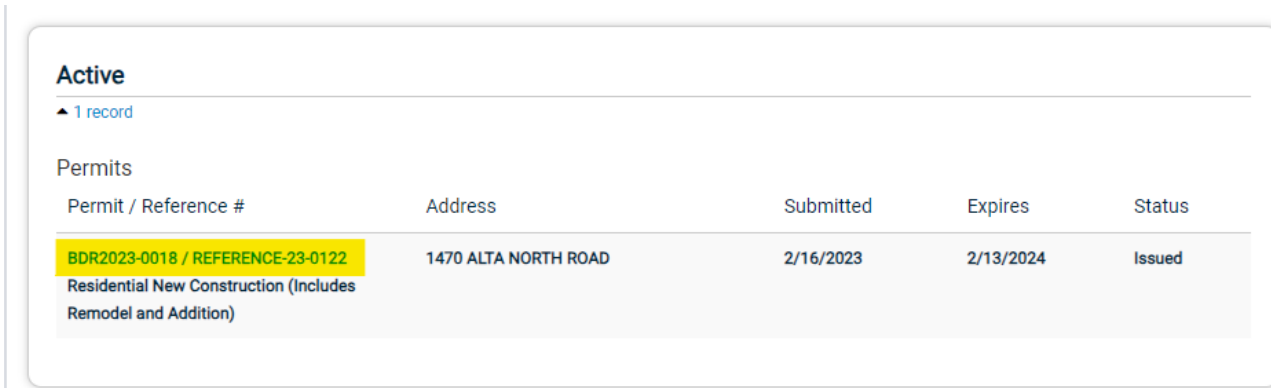 Active
1 record
Permits
Permit / Reference # Address Submitted Expires Status
BDR2023-0018 / REFERENCE-23-0122 1470 ALTA NORTH ROAD 2/16/2023 2/13/2024 Issued
Residential New Construction (Includes
Remodel and Addition)